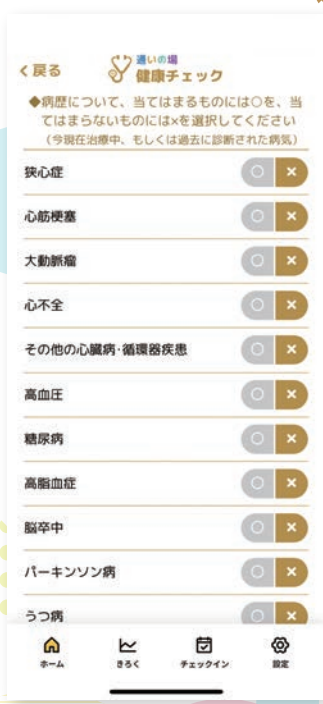 戻る
通いの場
健康チェック
◆病歴について、当てはまるものには○を、当
てはまらないものには×を選択してください
（今現在治療中、もしくは過去に診断された病気）
狭心症 ○ ×
心筋梗塞 ○ ×
大動脈瘤 ○ ×
心不全 ○ ×
その他の心臓病・循環器疾患 ○ ×
高血圧 ○ ×
糖尿病 ○ ×
高脂血症 ○ ×
脳卒中 ○ ×
パーキンソン病 ○ ×
うつ病 ○ ×
ホーム きろく チェックイン 設定